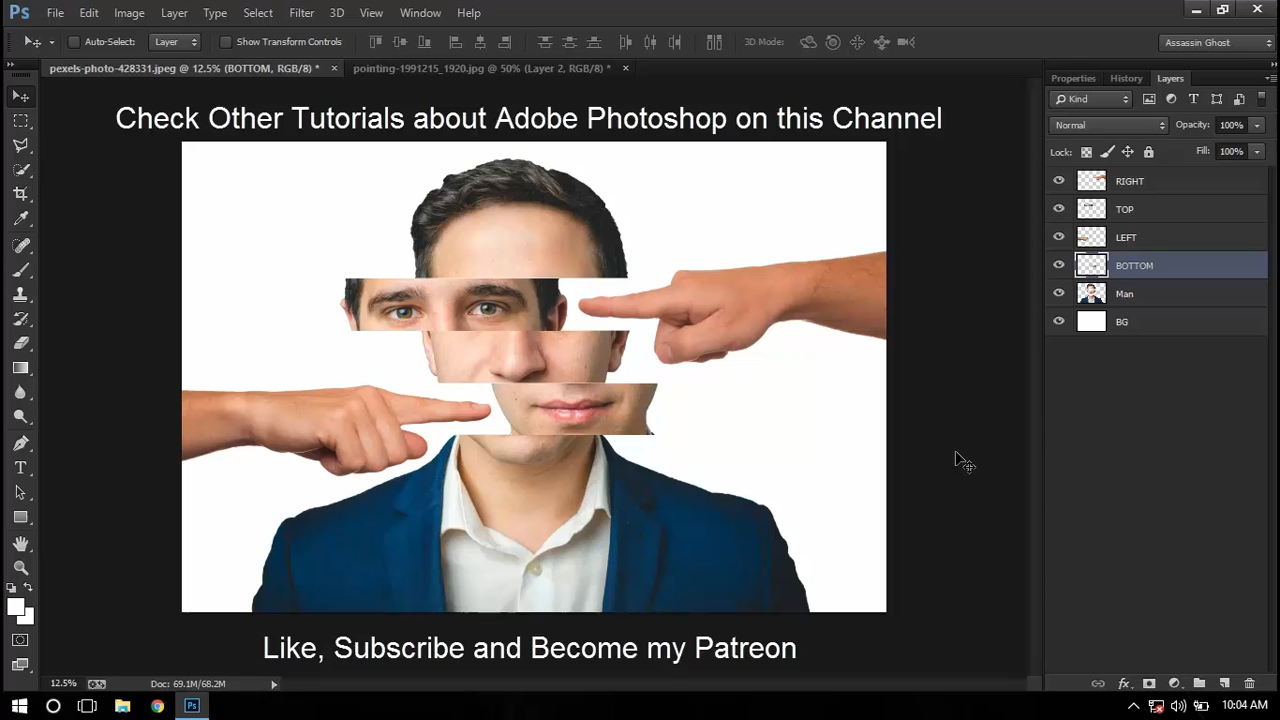 Ps File Edit Image Layer Type Select Filter 3D View Window Help
Auto-Select: Layer Show Transform Controls 3D Mode: Assassin Ghost
pexels-photo-428331.jpeg @ 12.5% (BOTTOM, RGB/8) * × pointing-1991215_1920.jpg @ 50% (Layer 2, RGB/8) * ×
Properties History Layers
Kind
Normal Opacity: 100%
Lock: Fill: 100%
RIGHT
TOP
LEFT
BOTTOM
Man
BG
Check Other Tutorials about Adobe Photoshop on this Channel
Like, Subscribe and Become my Patreon
12.5% Doc: 69.1M/68.2M
fx
Ps 10:04 AM